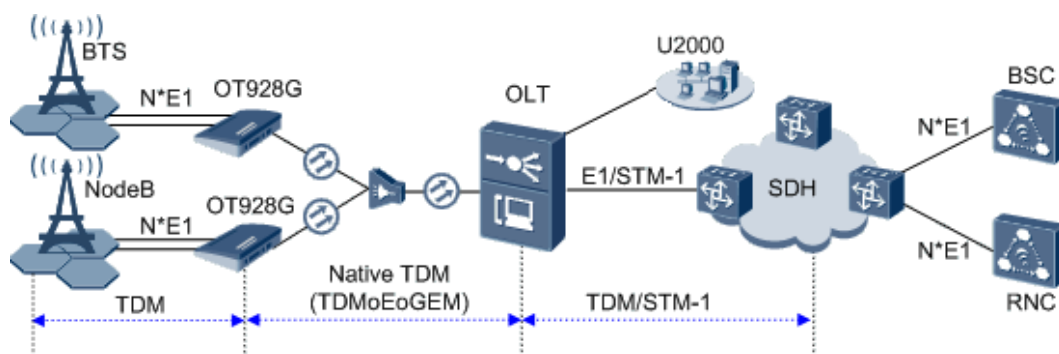 BTS
N*E1
OT928G
NodeB
N*E1
OT928G
OLT
U2000
E1/STM-1
SDH
N*E1
BSC
N*E1
RNC
TDM
Native TDM
(TDMoEoGEM)
TDM/STM-1